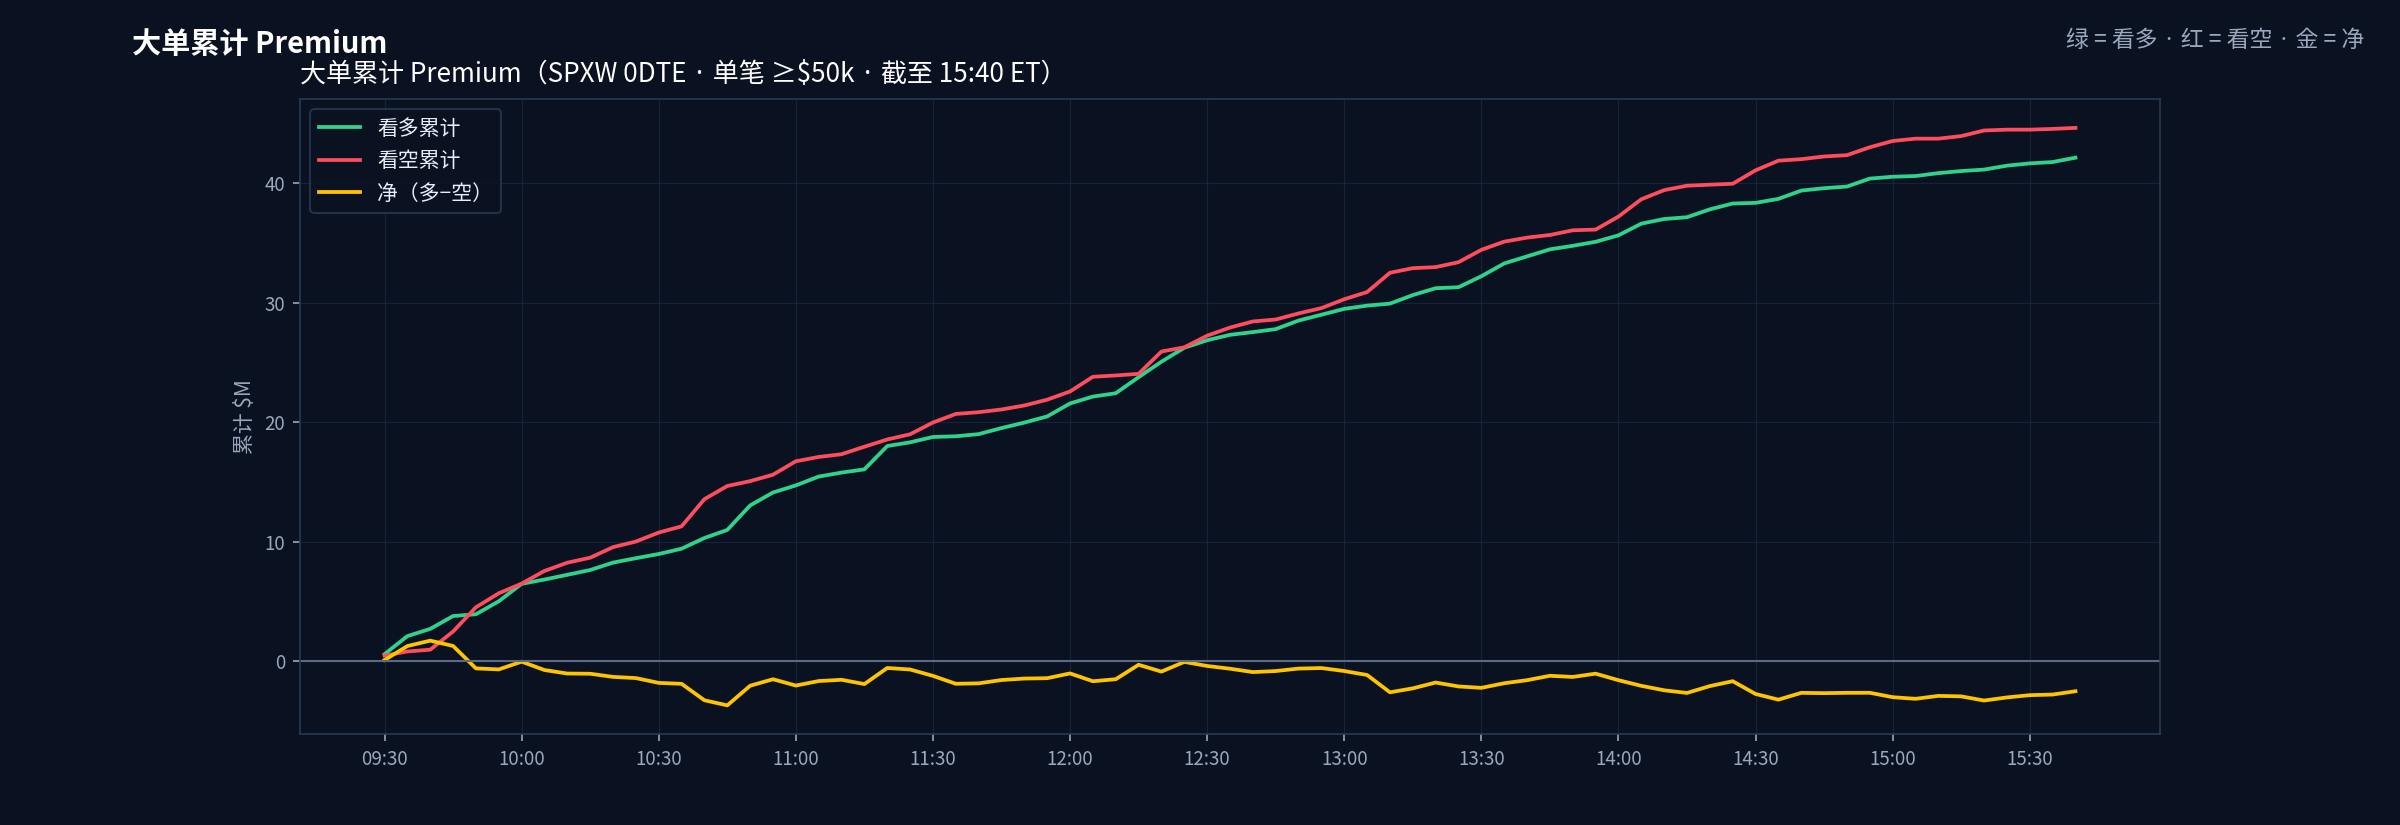 大单累计 Premium
绿 = 看多 · 红 = 看空 · 金 = 净
大单累计 Premium（SPXW 0DTE · 单笔 ≥$50k · 截至 15:40 ET）
看多累计
看空累计
净（多−空）
累计 $M
40
30
20
10
0
09:30 10:00 10:30 11:00 11:30 12:00 12:30 13:00 13:30 14:00 14:30 15:00 15:30